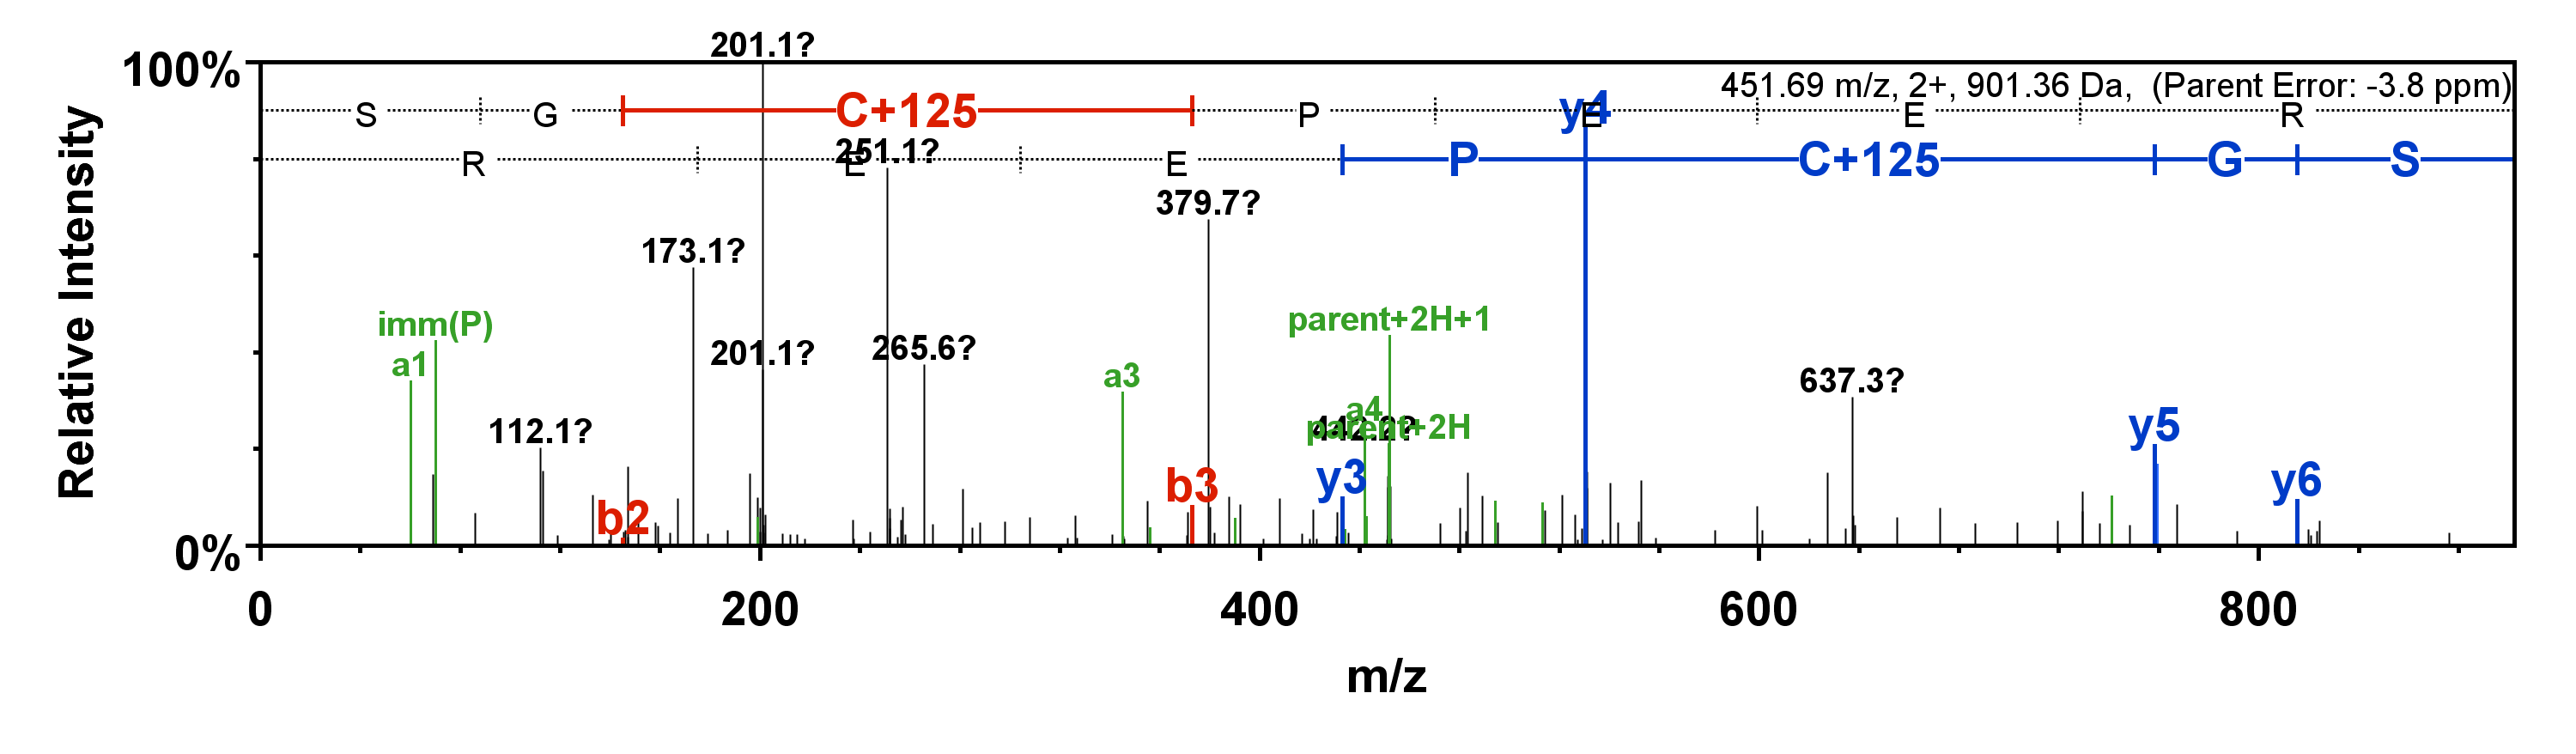 201.1?
100%
451.69 m/z, 2+, 901.36 Da, (Parent Error: -3.8 ppm)
S G C+125 P E E R
y4
251.1?
R E E P C+125 G S
379.7?
173.1?
imm(P)
parent+2H+1
a1
201.1?
265.6?
a3
637.3?
a4
112.1?
442.2?
parent+2H
y5
y3
b3
y6
b2
0%
0 200 400 600 800
m/z
Relative Intensity